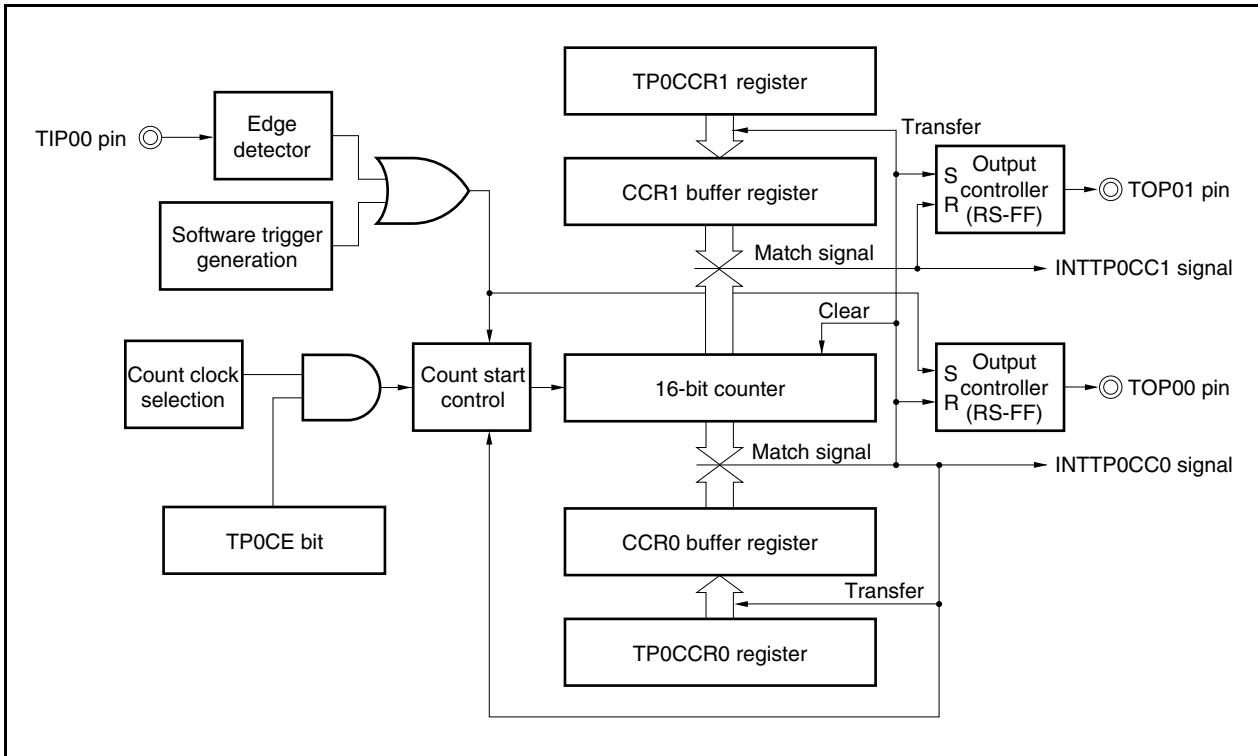 TP0CCR1 register
Transfer
TIP00 pin
Edge
detector
CCR1 buffer register
S
R
Output
controller
(RS-FF)
TOP01 pin
Software trigger
generation
Match signal
INTTP0CC1 signal
Clear
Count clock
selection
Count start
control
16-bit counter
S
R
Output
controller
(RS-FF)
TOP00 pin
Match signal
INTTP0CC0 signal
TP0CE bit
CCR0 buffer register
Transfer
TP0CCR0 register